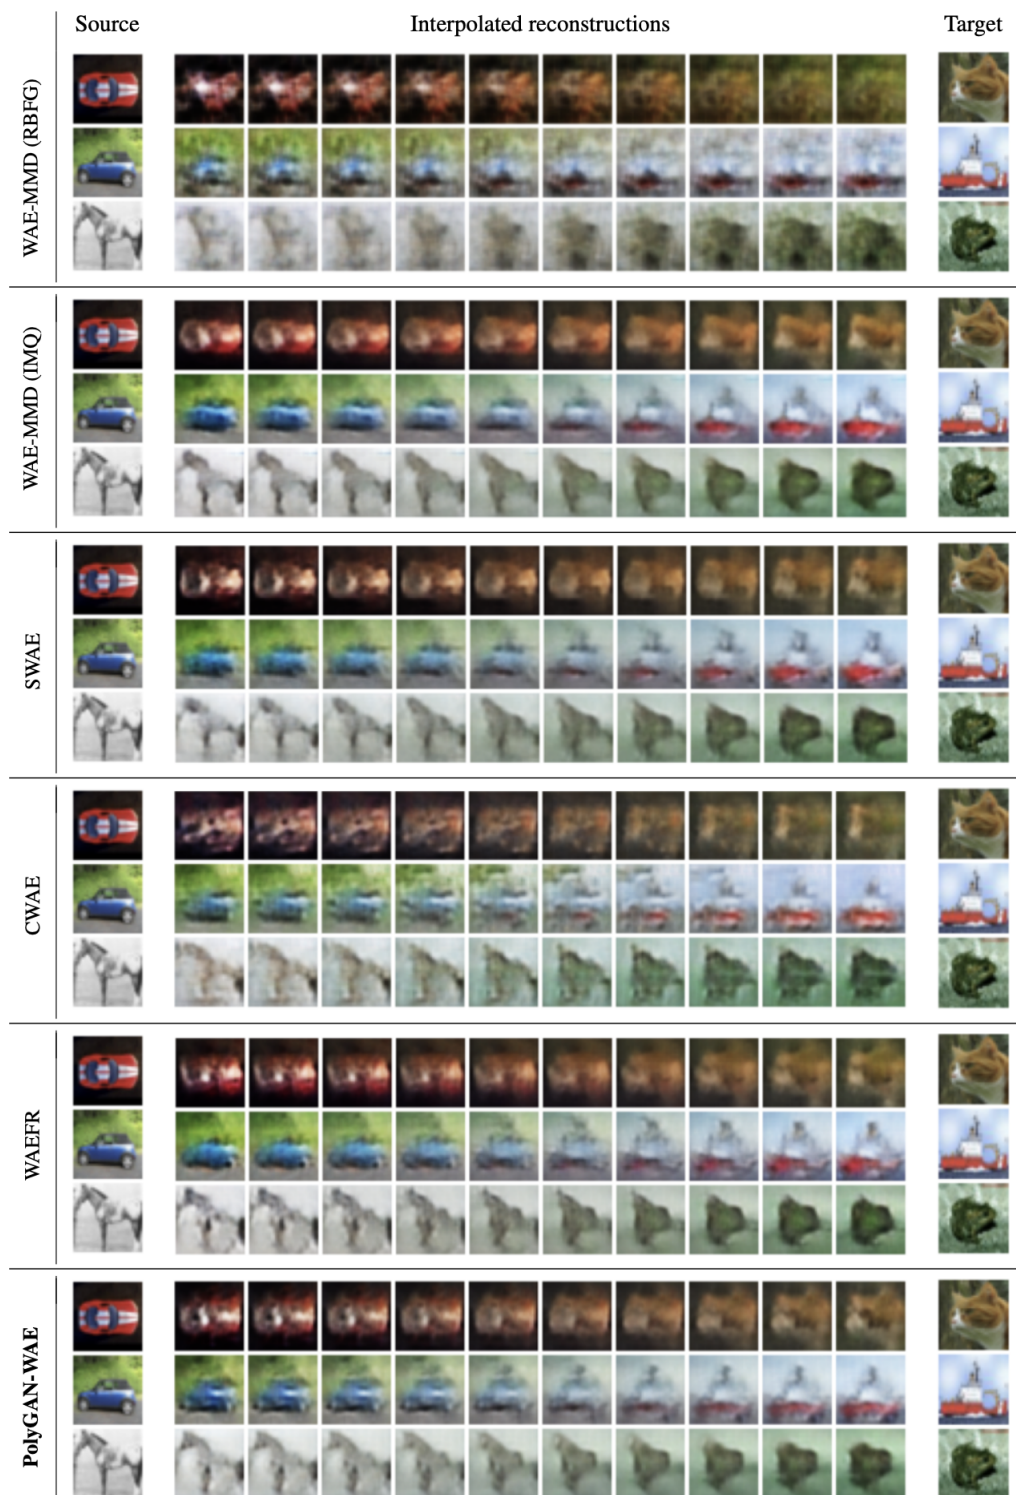 Source Interpolated reconstructions Target
WAE-MMD (RBFG)
WAE-MMD (IMQ)
SWAE
CWAE
WAEFR
PolyGAN-WAE